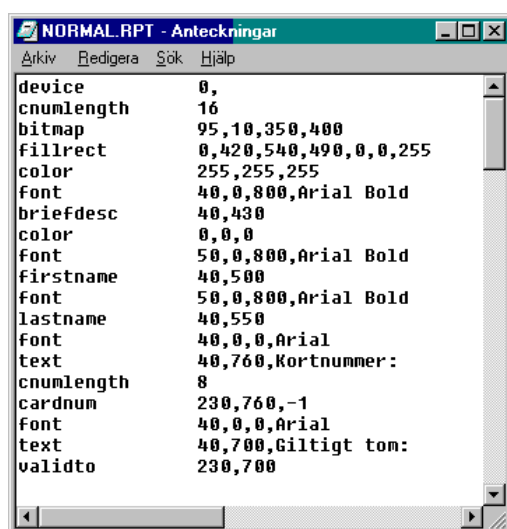 NORMAL.RPT - Anteckningar
Arkiv Redigera Sök Hjälp
device 0,
cnumlength 16
bitmap 95,10,350,400
fillrect 0,420,540,490,0,0,255
color 255,255,255
font 40,0,800,Arial Bold
briefdesc 40,430
color 0,0,0
font 50,0,800,Arial Bold
firstname 40,500
font 50,0,800,Arial Bold
lastname 40,550
font 40,0,0,Arial
text 40,760,Kortnummer:
cnumlength 8
cardnum 230,760,-1
font 40,0,0,Arial
text 40,700,Giltigt tom:
validto 230,700